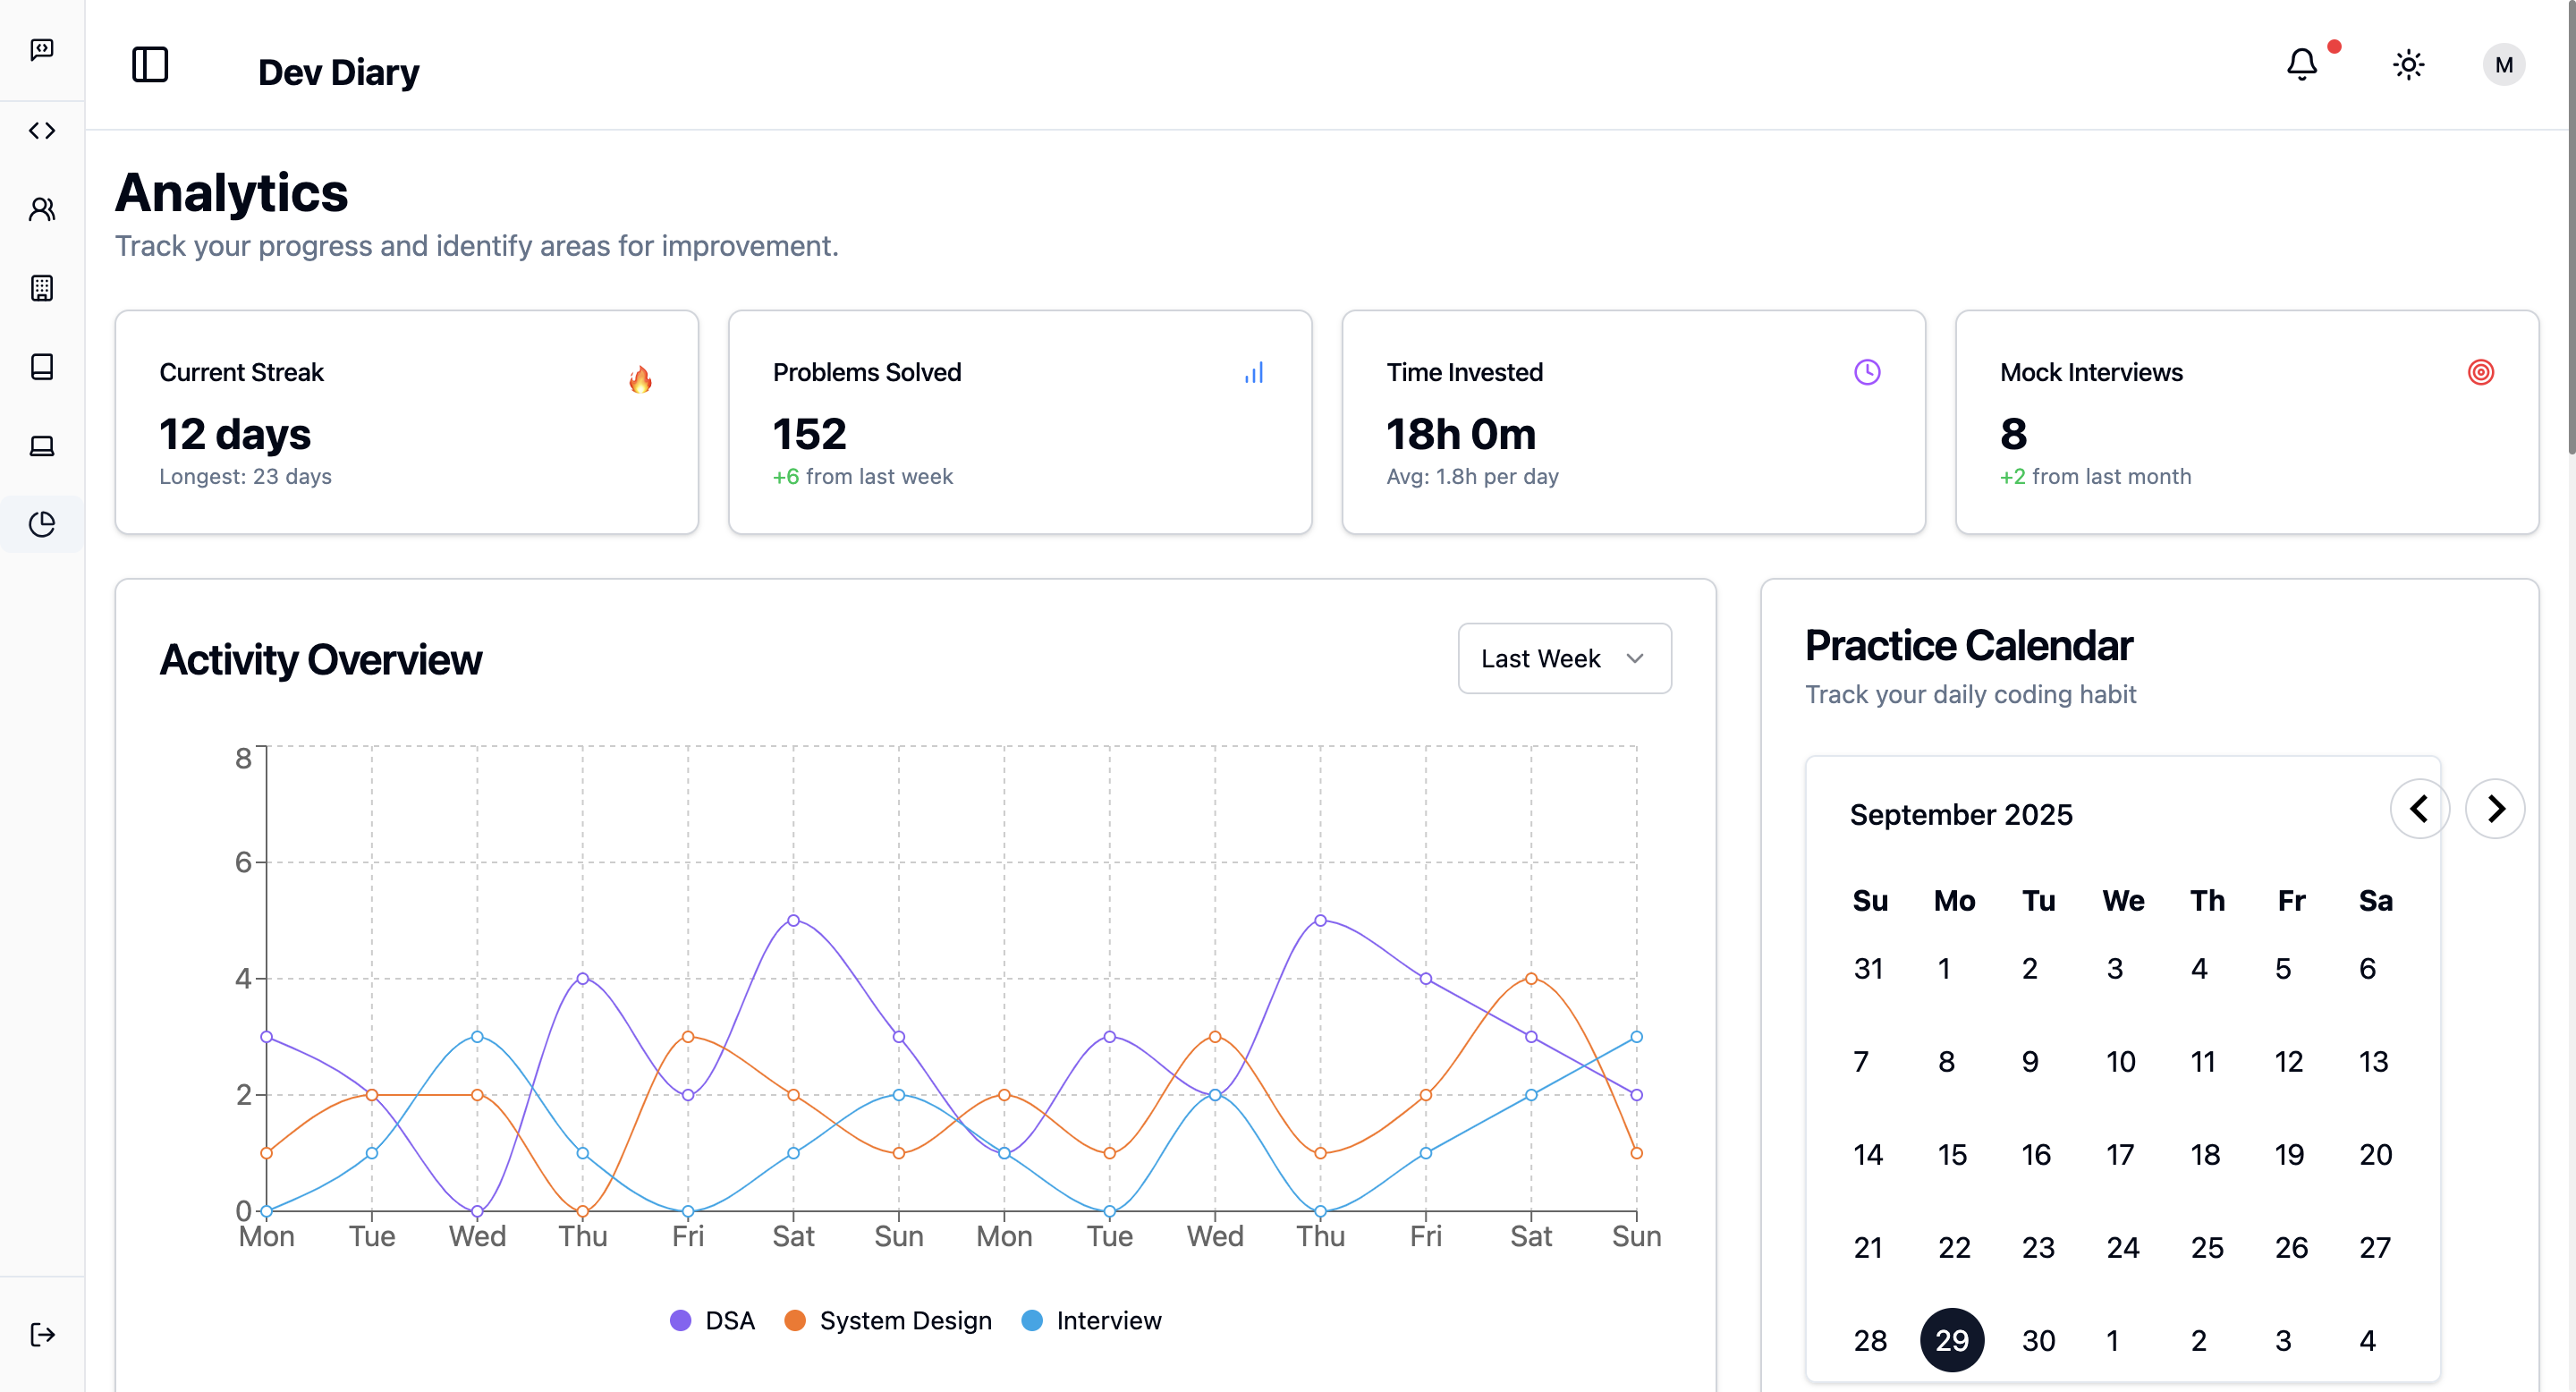 Dev Diary
M
Analytics
Track your progress and identify areas for improvement.
Current Streak
12 days
Longest: 23 days
Problems Solved
152
+6 from last week
Time Invested
18h 0m
Avg: 1.8h per day
Mock Interviews
8
+2 from last month
Activity Overview
Last Week
8
6
4
2
0
Mon Tue Wed Thu Fri Sat Sun Mon Tue Wed Thu Fri Sat Sun
DSA System Design Interview
Practice Calendar
Track your daily coding habit
September 2025
Su Mo Tu We Th Fr Sa
31 1 2 3 4 5 6
7 8 9 10 11 12 13
14 15 16 17 18 19 20
21 22 23 24 25 26 27
28 29 30 1 2 3 4